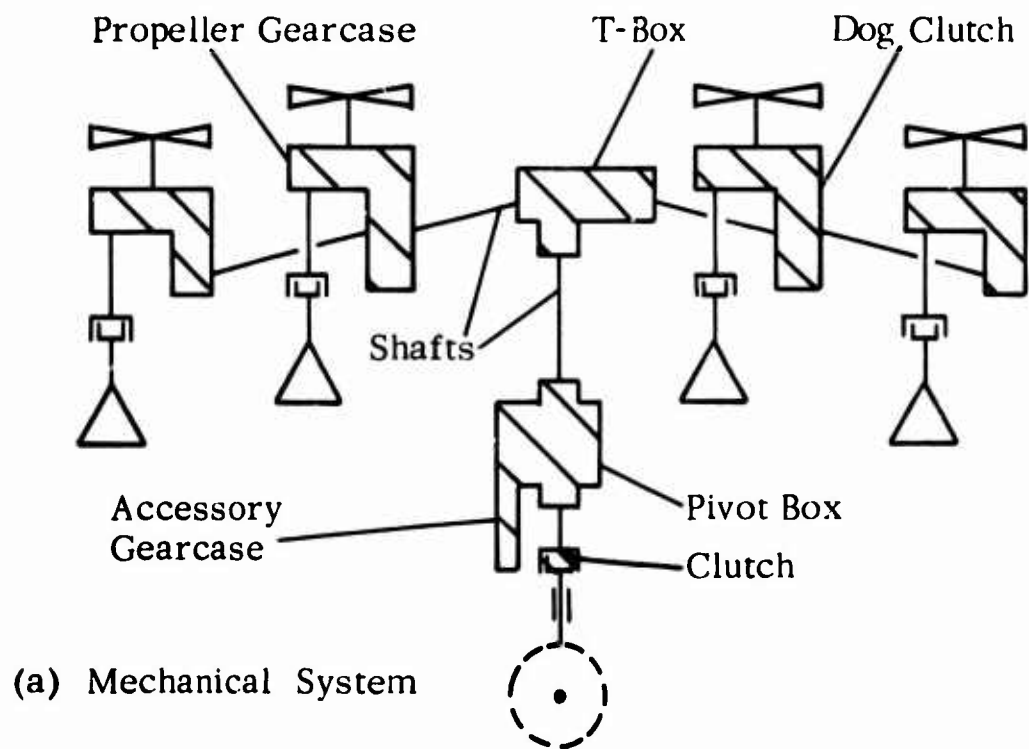 Propeller Gearcase
T-Box
Dog Clutch
Shafts
Accessory
Gearcase
Pivot Box
Clutch
(a) Mechanical System